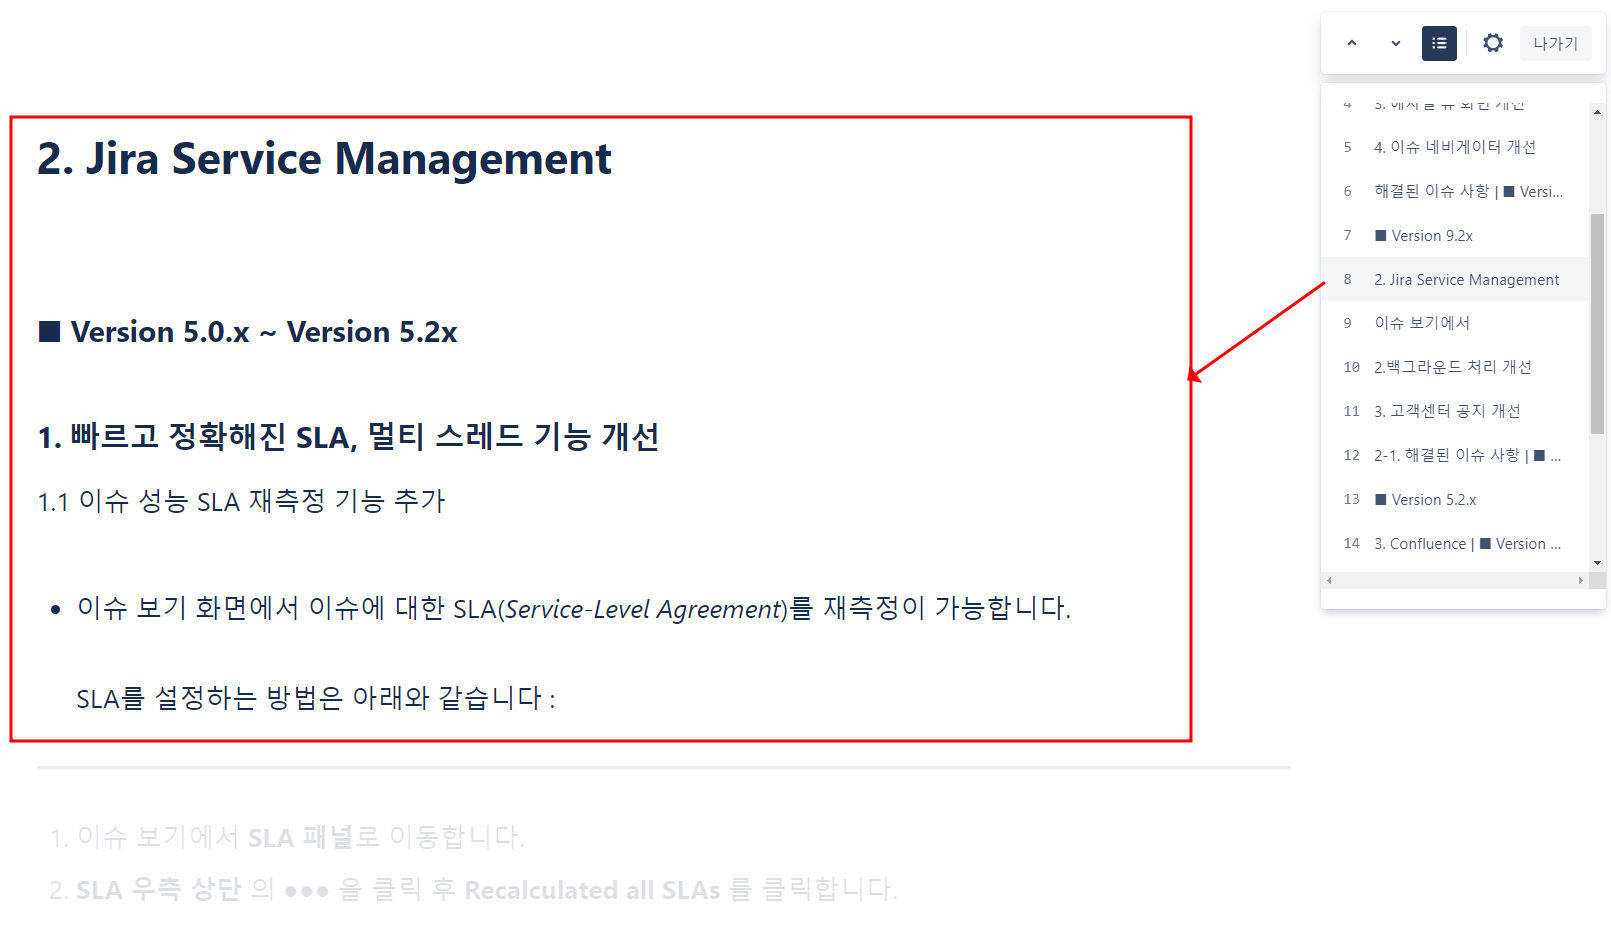 나가기
4 3. 메시멀 뷰 화면 개선
5 4. 이슈 네비게이터 개선
6 해결된 이슈 사항 | ■ Versi...
7 ■ Version 9.2x
8 2. Jira Service Management
9 이슈 보기에서
10 2.백그라운드 처리 개선
11 3. 고객센터 공지 개선
12 2-1. 해결된 이슈 사항 | ■ ...
13 ■ Version 5.2.x
14 3. Confluence | ■ Version ...
2. Jira Service Management
■ Version 5.0.x ~ Version 5.2x
1. 빠르고 정확해진 SLA, 멀티 스레드 기능 개선
1.1 이슈 성능 SLA 재측정 기능 추가
• 이슈 보기 화면에서 이슈에 대한 SLA(Service-Level Agreement)를 재측정이 가능합니다.
SLA를 설정하는 방법은 아래와 같습니다 :
1. 이슈 보기에서 SLA 패널로 이동합니다.
2. SLA 우측 상단 의 ●●● 을 클릭 후 Recalculated all SLAs 를 클릭합니다.